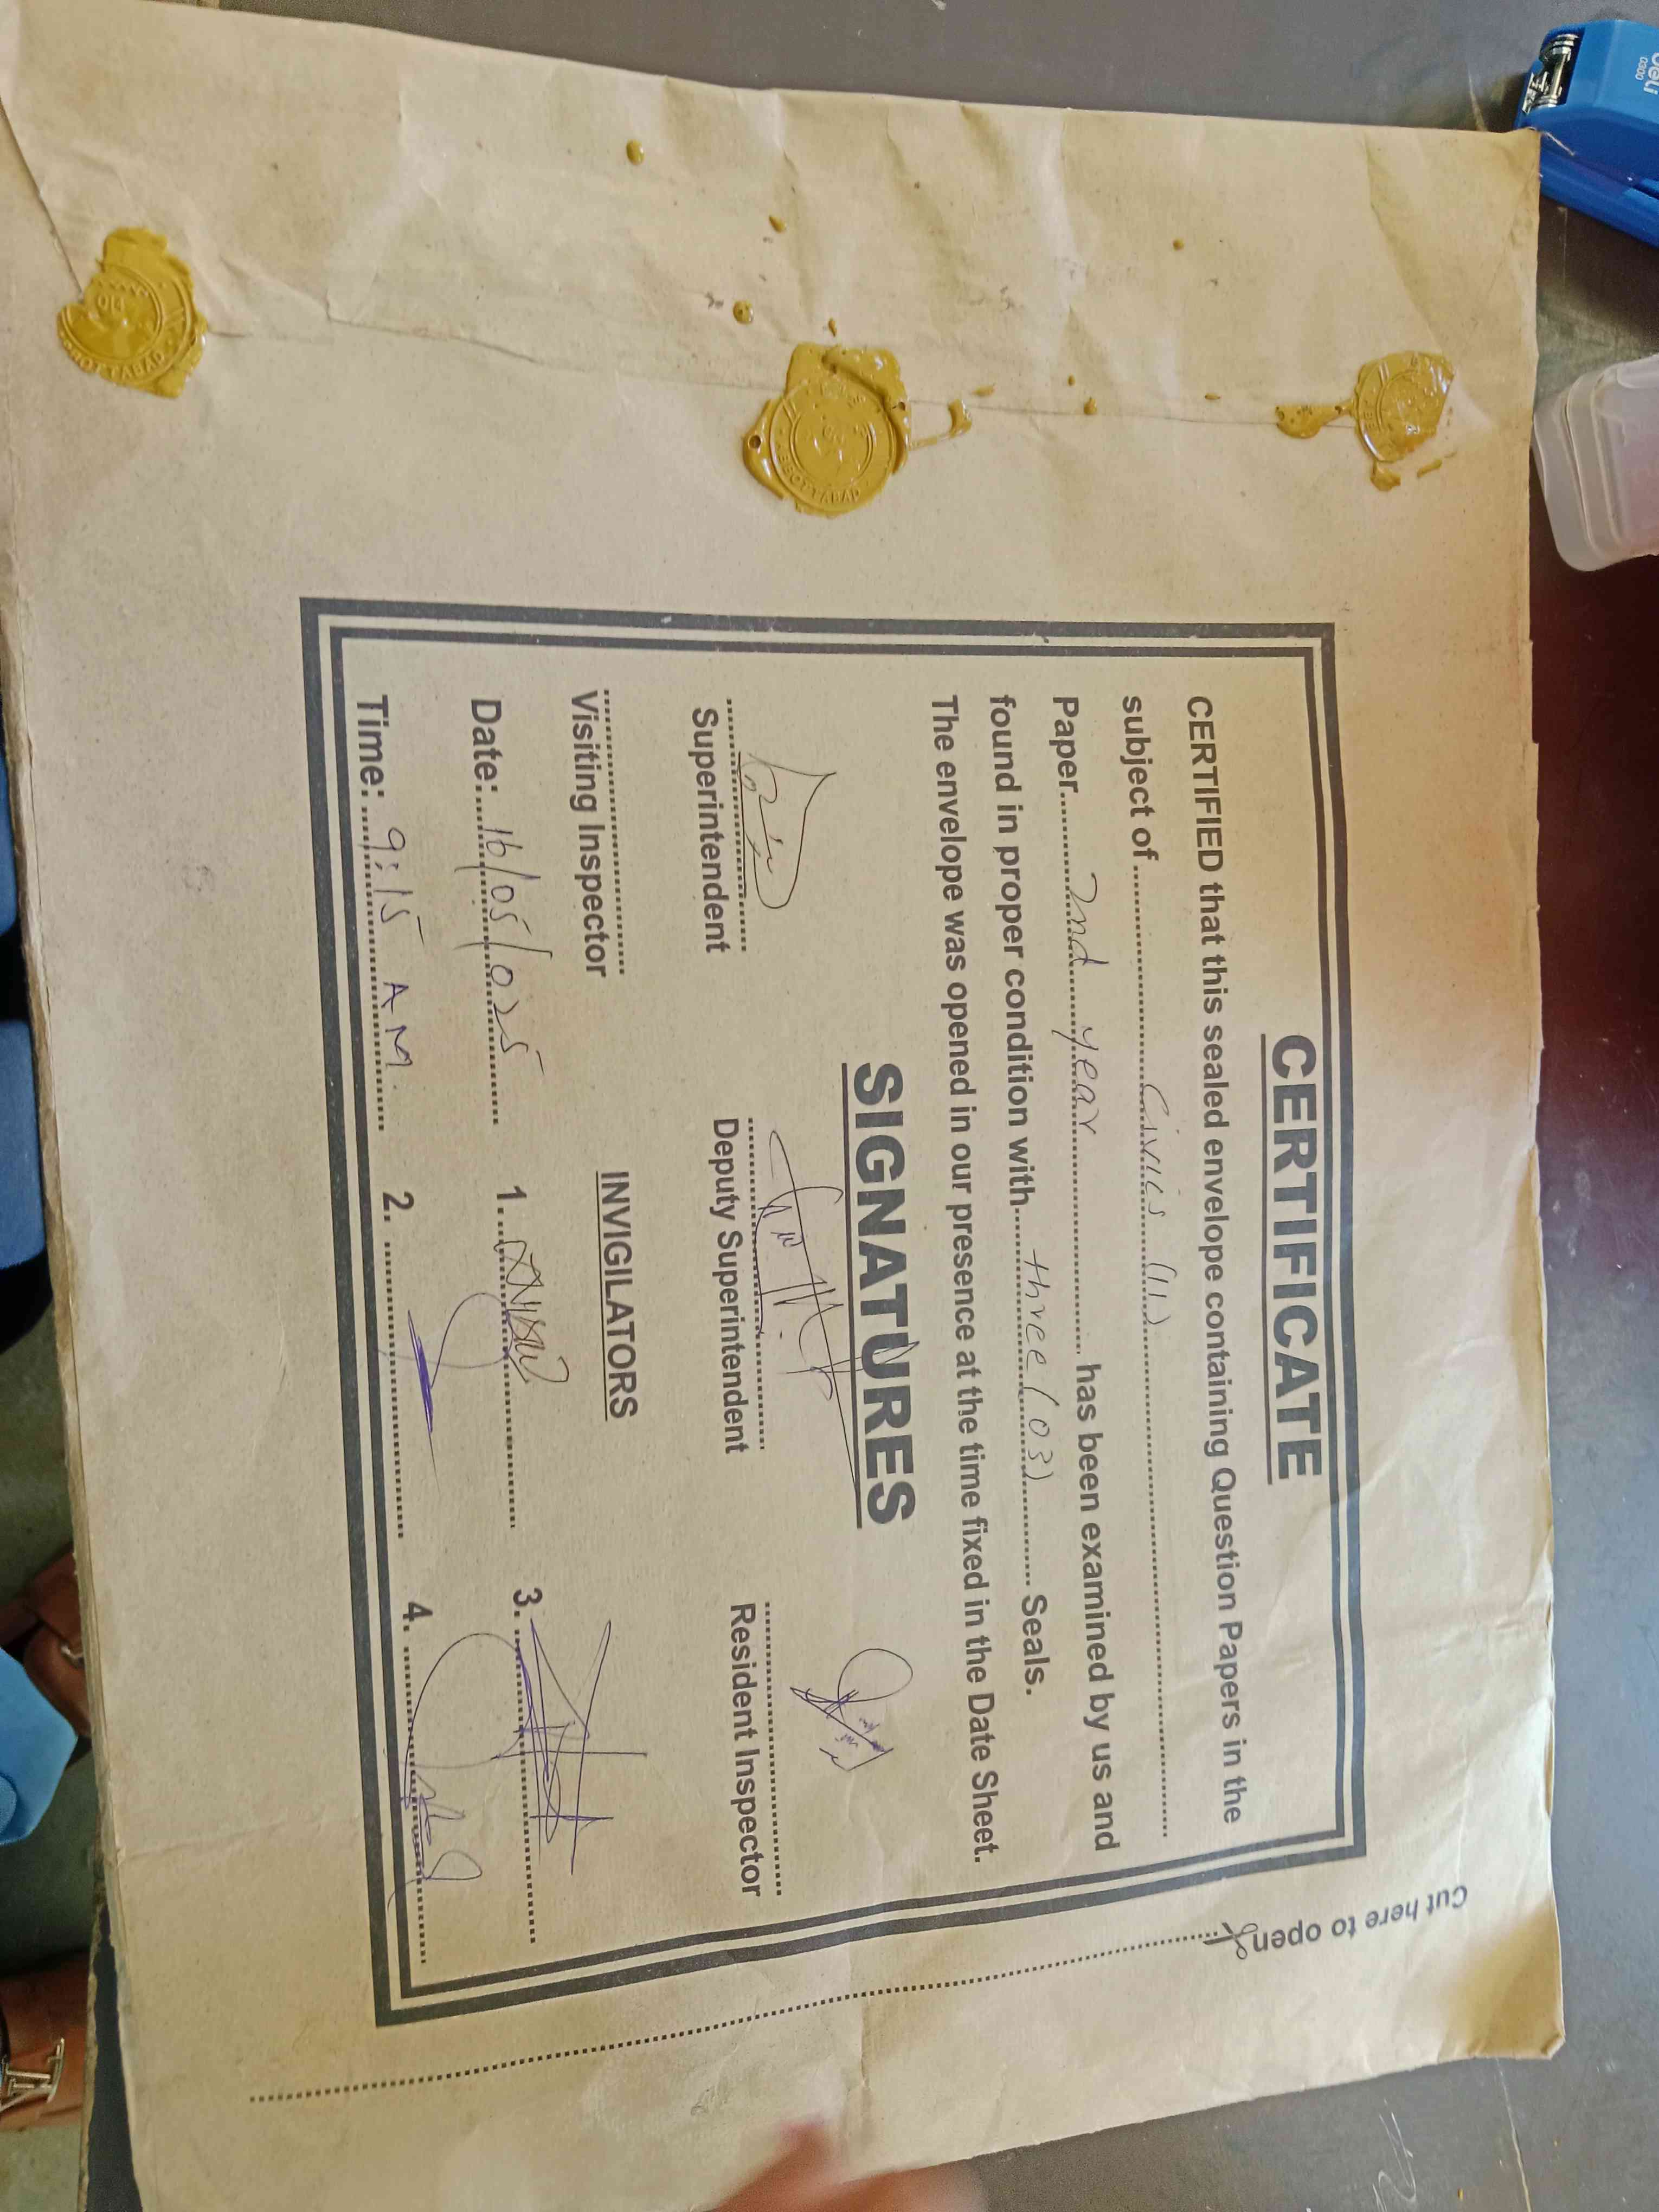 CERTIFICATE
CERTIFIED that this sealed envelope containing Question Papers in the
subject of Civics (II)
Paper 2nd year has been examined by us and
found in proper condition with three (03) Seals.
The envelope was opened in our presence at the time fixed in the Date Sheet.
SIGNATURES
Superintendent Deputy Superintendent Resident Inspector
Visiting Inspector INVIGILATORS
Date: 16/05/025 1. 3.
Time: 9:15 AM. 2. 4.
Cut here to open
deli
0300